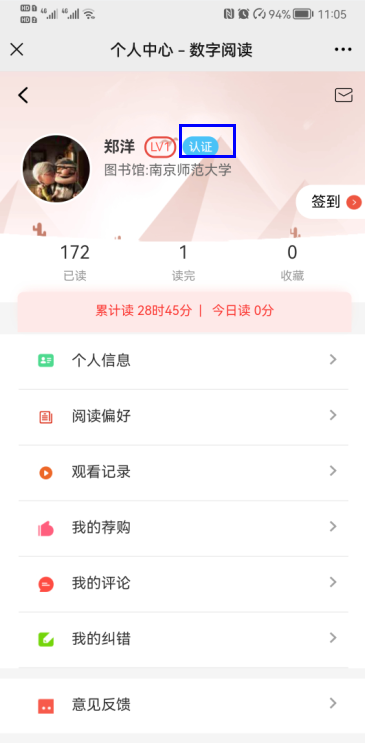 94% 11:05
个人中心 - 数字阅读
郑洋 LV1 认证
图书馆:南京师范大学
签到
172 1 0
已读 读完 收藏
累计读 28时45分 | 今日读 0分
个人信息
阅读偏好
观看记录
我的荐购
我的评论
我的纠错
意见反馈